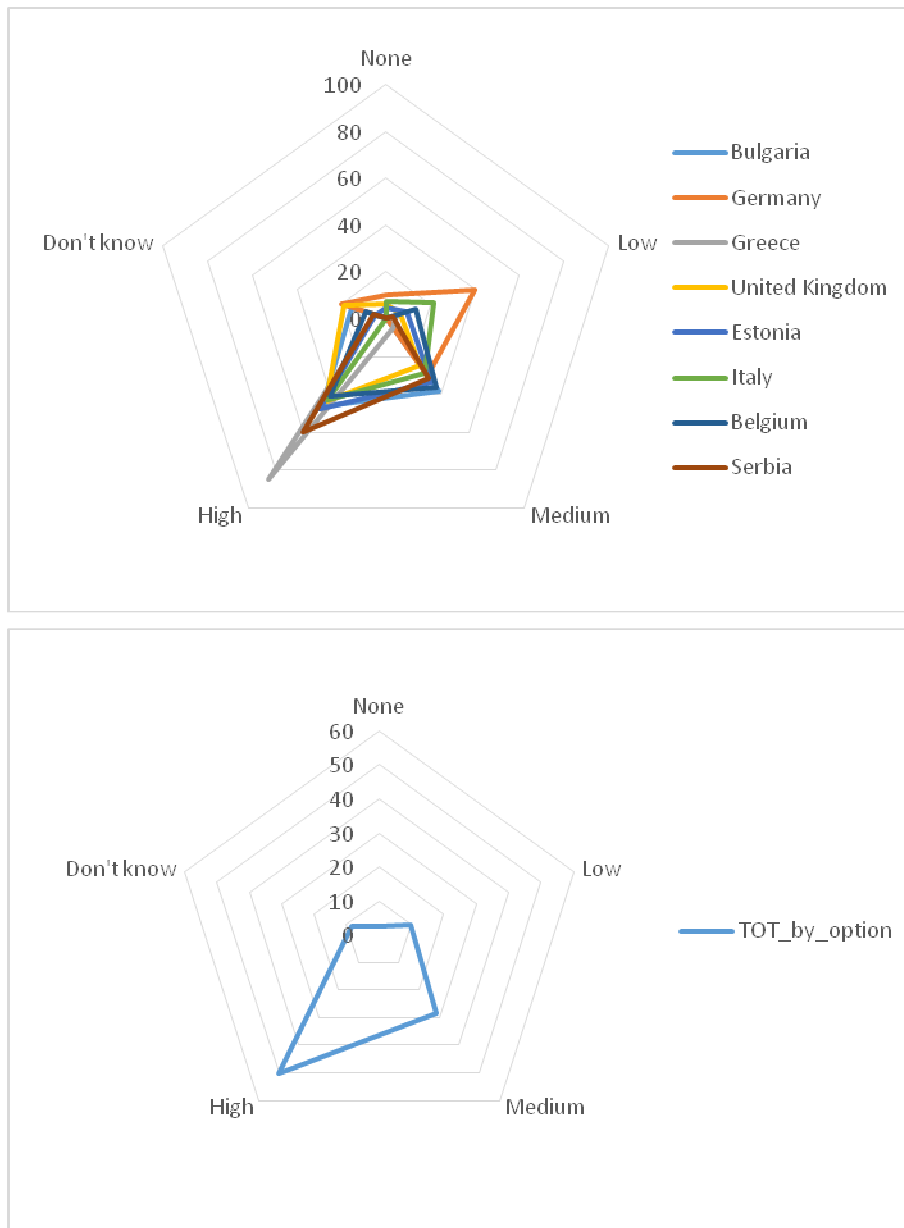 None
100
80
60
40
20
0
Don't know
Low
High
Medium
Bulgaria
Germany
Greece
United Kingdom
Estonia
Italy
Belgium
Serbia
None
60
50
40
30
20
10
0
Don't know
Low
High
Medium
TOT_by_option